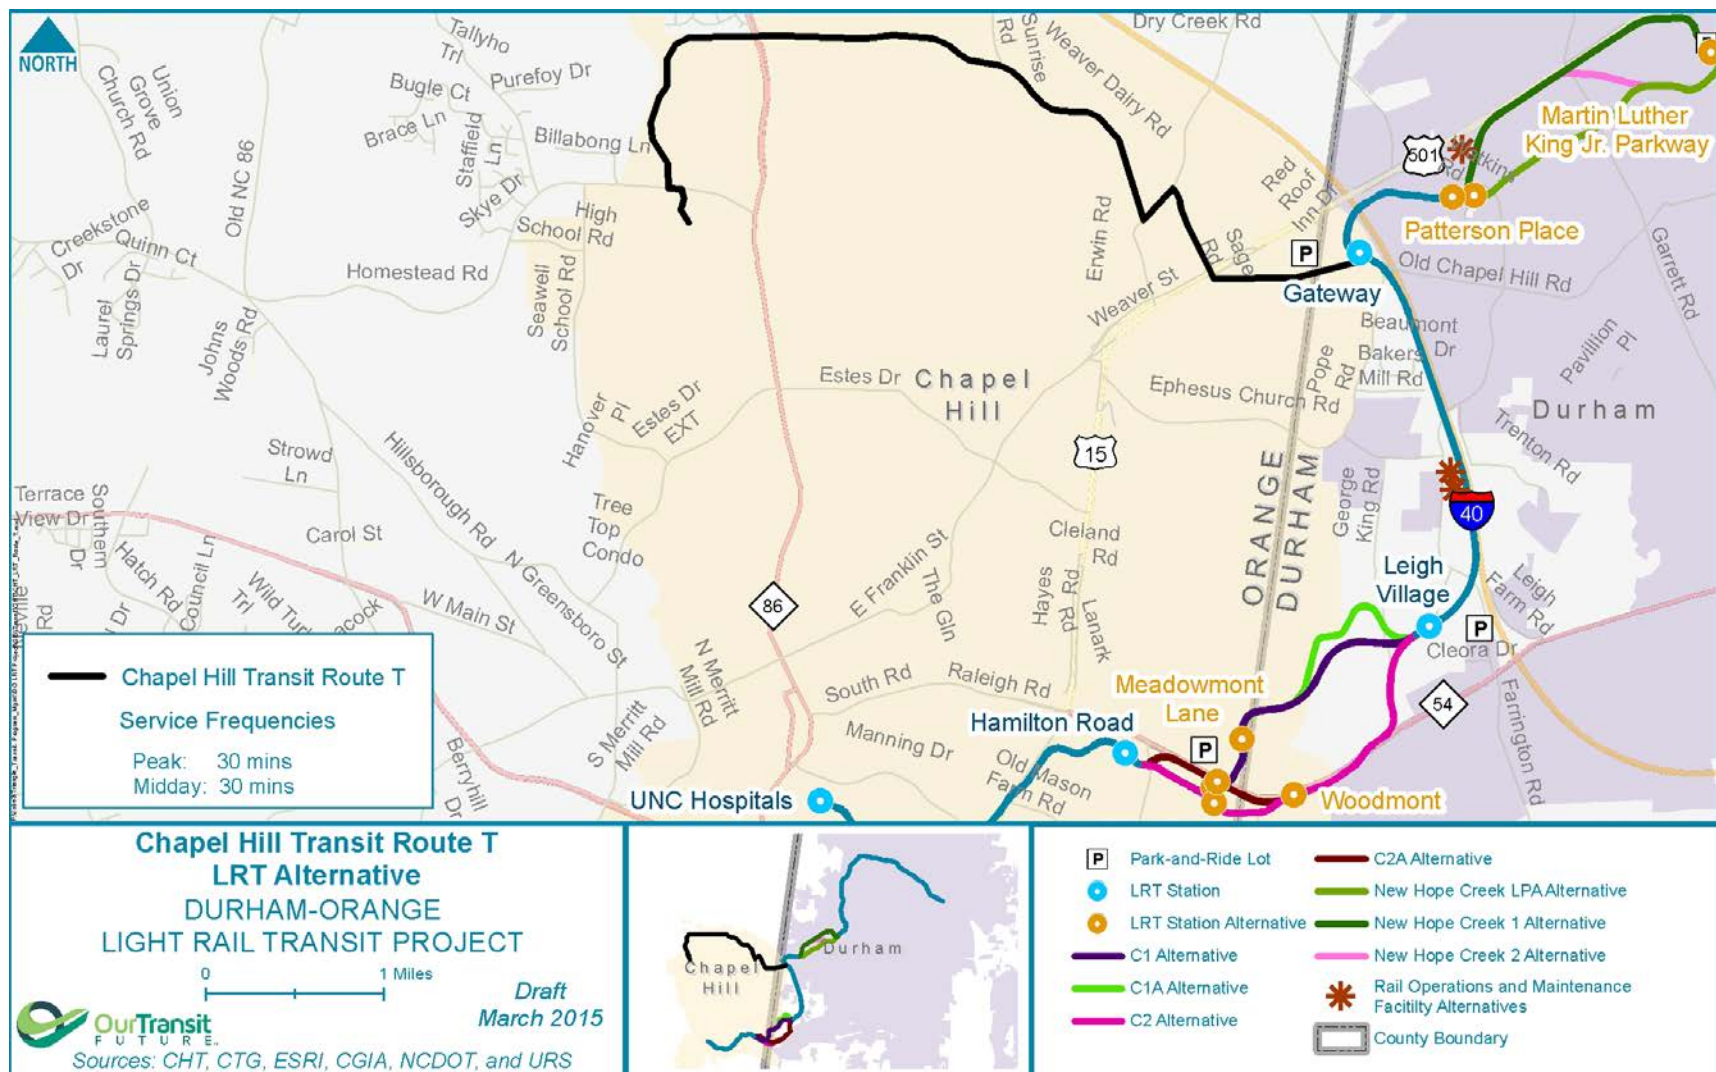 NORTH
Tallyho
Trl
Bugle Ct
Purefoy Dr
Union
Grove
Church Rd
Brace Ln
Staffield
Ln
Billabong Ln
Old NC 86
Skye Dr
High
School Rd
Creekstone
Dr
Quinn Ct
Homestead Rd
Seawell
School Rd
Laurel
Springs Dr
Johns
Woods Rd
Dry Creek Rd
Sunrise
Rd
Weaver Dairy Rd
Red
Roof
Inn Dr
Erwin Rd
Sage
Rd
Weaver St
P
Gateway
501
Martin Luther
King Jr. Parkway
Patterson Place
Old Chapel Hill Rd
Garrett Rd
Beaumont
Dr
Bakers
Mill Rd
Pope
Rd
Pavillion
Pl
Durham
Estes Dr
Chapel
Hill
Ephesus Church Rd
Hanover
Pl
Estes Dr
EXT
15
Trenton Rd
Strowd
Ln
Hillsborough Rd
ORANGE
DURHAM
George
King Rd
40
Terrace
View Dr
Southern
Dr
Carol St
Tree
Top
Condo
Cleland
Rd
Hatch Rd
Council Ln
N Greensboro St
E Franklin St
The Gln
Hayes
Rd
Lanark
Rd
Leigh
Village
Leigh
Farm Rd
P
Cleora Dr
86
W Main St
N Merritt
Mill Rd
South Rd
Raleigh Rd
Meadowmont
Lane
54
Farrington Rd
S Merritt
Mill Rd
Manning Dr
Hamilton Road
P
Old Mason
Farm Rd
Berryhill
Dr
UNC Hospitals
Woodmont
Chapel Hill Transit Route T
Service Frequencies
Peak: 30 mins
Midday: 30 mins
Chapel Hill Transit Route T
LRT Alternative
DURHAM-ORANGE
LIGHT RAIL TRANSIT PROJECT
0 1 Miles
Draft
March 2015
OurTransit
FUTURE
Sources: CHT, CTG, ESRI, CGIA, NCDOT, and URS
Durham
Chapel
Hill
P Park-and-Ride Lot
LRT Station
LRT Station Alternative
C1 Alternative
C1A Alternative
C2 Alternative
C2A Alternative
New Hope Creek LPA Alternative
New Hope Creek 1 Alternative
New Hope Creek 2 Alternative
Rail Operations and Maintenance
Facitilty Alternatives
County Boundary